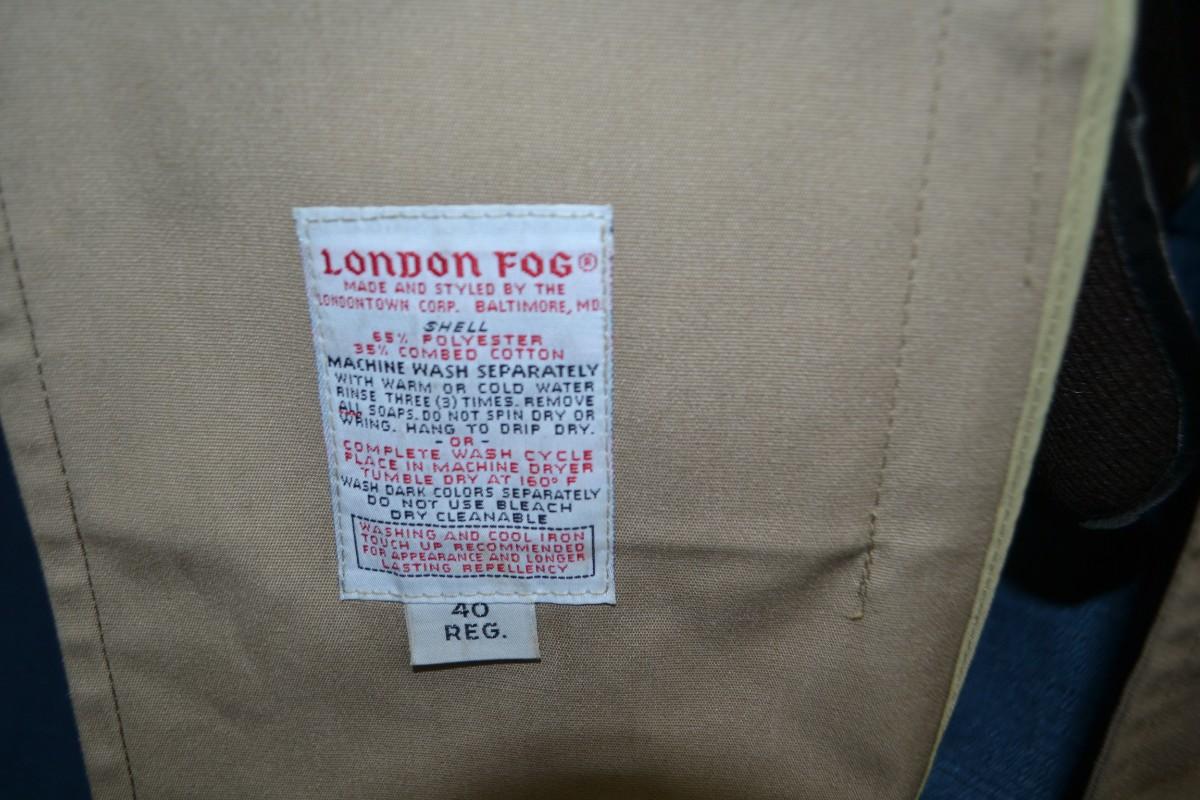 LONDON FOG®
MADE AND STYLED BY THE
LONDONTOWN CORP. BALTIMORE, MD.
SHELL
65% POLYESTER
35% COMBED COTTON
MACHINE WASH SEPARATELY
WITH WARM OR COLD WATER
RINSE THREE (3) TIMES. REMOVE
ALL SOAPS. DO NOT SPIN DRY OR
WRING. HANG TO DRIP DRY.
- OR -
COMPLETE WASH CYCLE
PLACE IN MACHINE DRYER
TUMBLE DRY AT 160° F
WASH DARK COLORS SEPARATELY
DO NOT USE BLEACH
DRY CLEANABLE
WASHING AND COOL IRON
TOUCH UP RECOMMENDED
FOR APPEARANCE AND LONGER
LASTING REPELLENCY
40
REG.